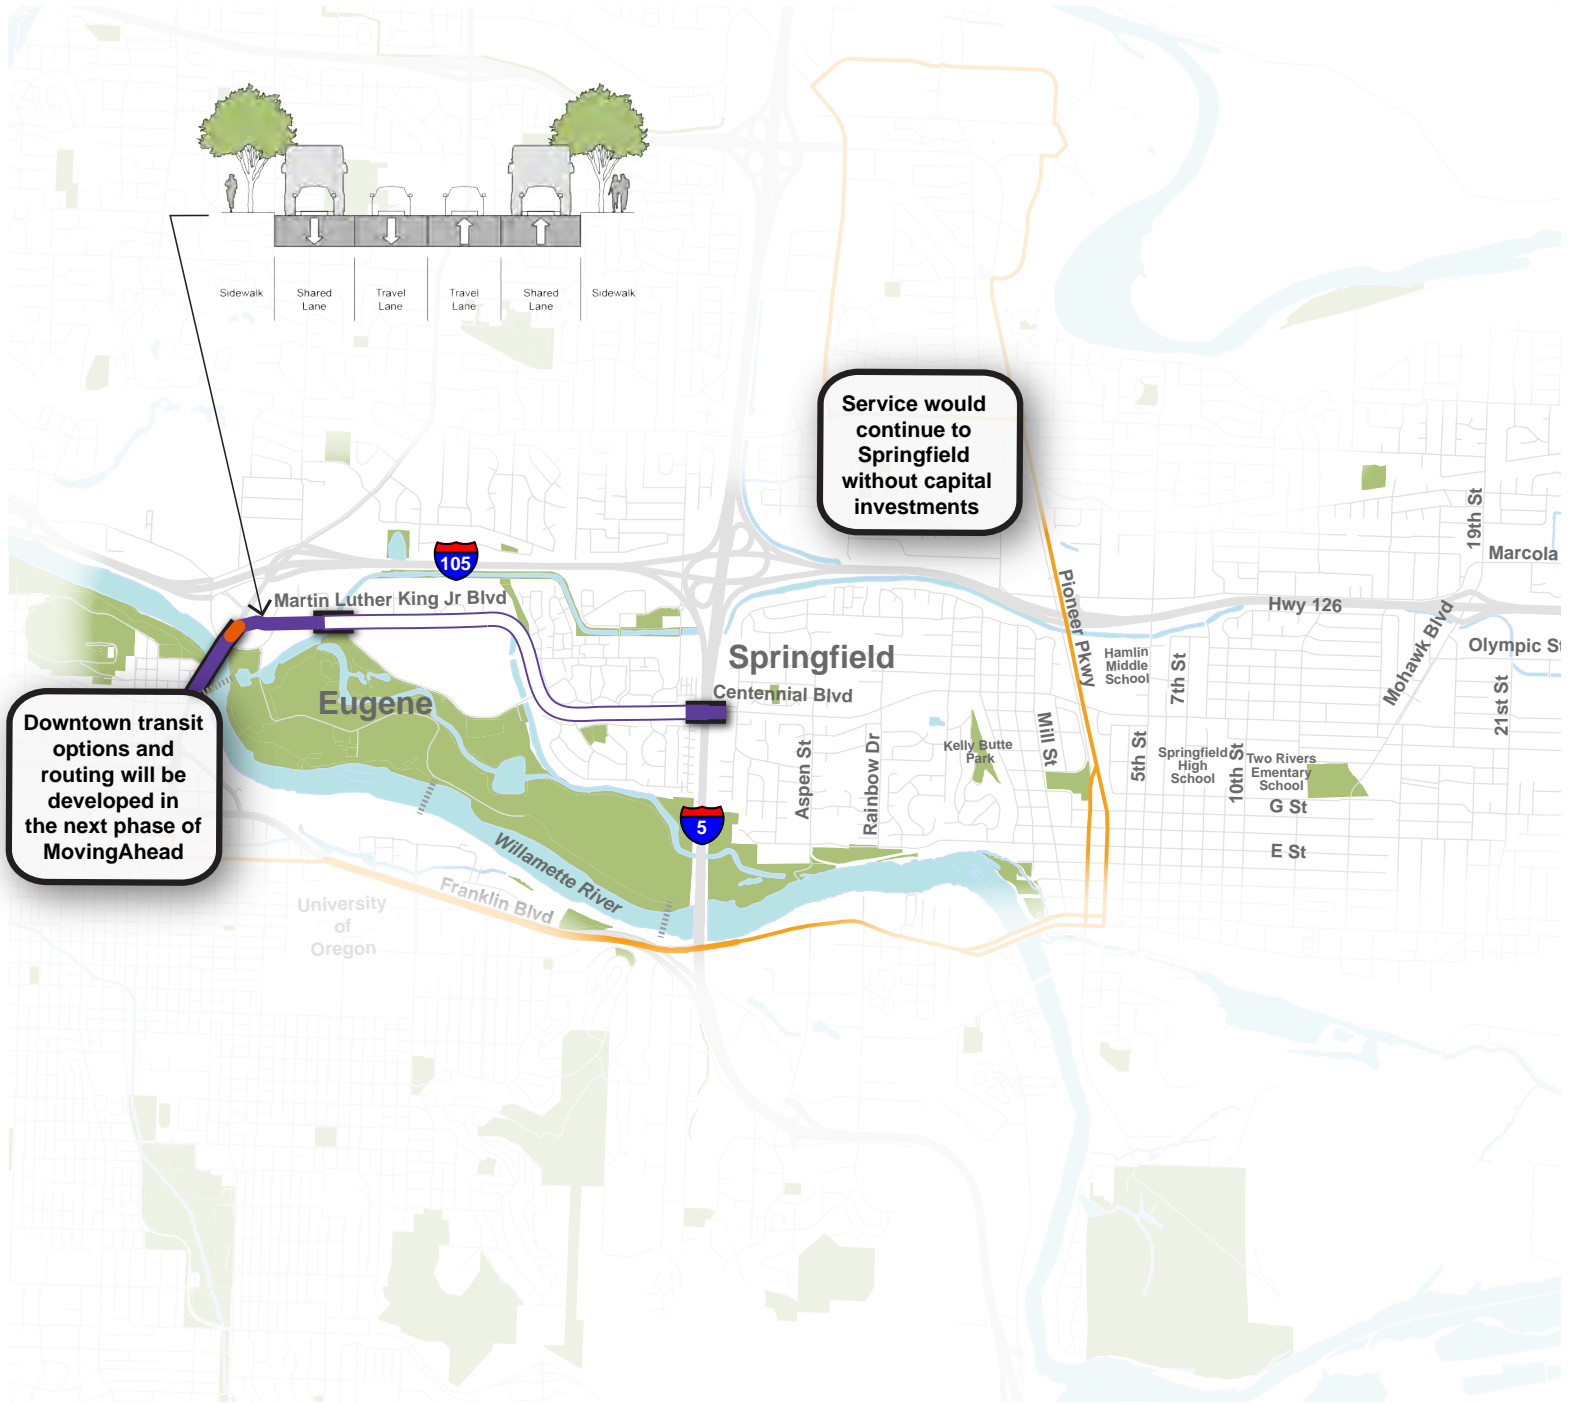 Sidewalk
Shared
Lane
Travel
Lane
Travel
Lane
Shared
Lane
Sidewalk
Service would
continue to
Springfield
without capital
investments
105
Martin Luther King Jr Blvd
Pioneer Pkwy
19th St
Marcola
Hwy 126
Mohawk Blvd
Olympic St
Springfield
Centennial Blvd
Hamlin
Middle
School
7th St
21st St
Eugene
Downtown transit
options and
routing will be
developed in
the next phase of
MovingAhead
Aspen St
Rainbow Dr
Kelly Butte
Park
Mill St
5th St
Springfield
High
School
10th St
Two Rivers
Ementary
School
G St
E St
5
Willamette River
Franklin Blvd
University
of
Oregon